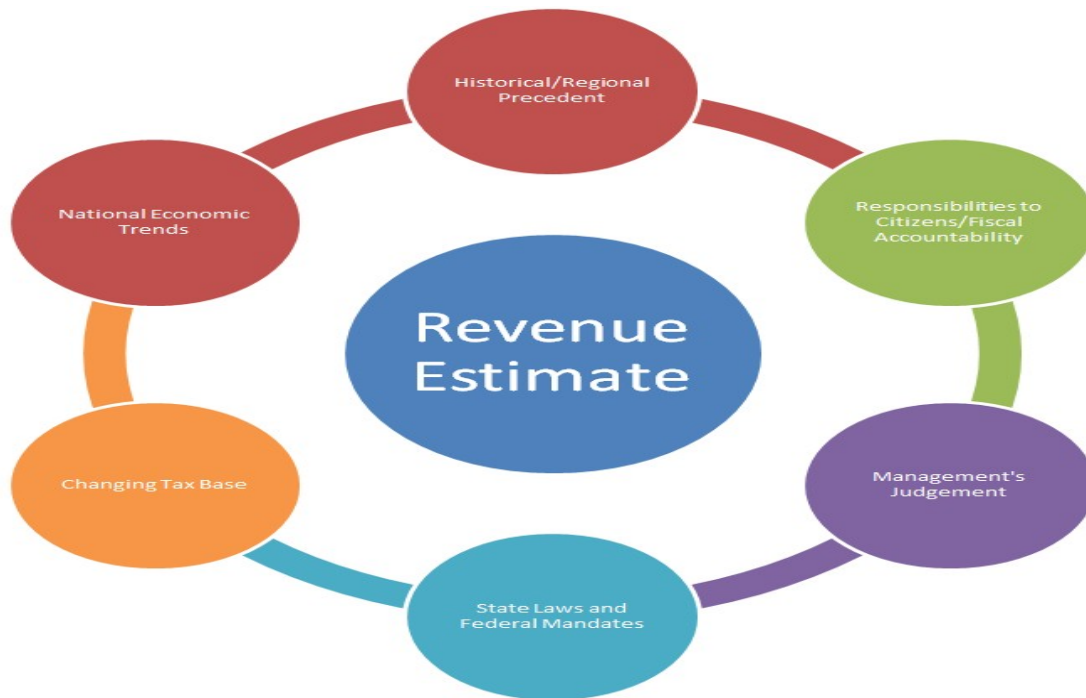 Historical/Regional
Precedent
National Economic
Trends
Responsibilities to
Citizens/Fiscal
Accountability
Revenue
Estimate
Changing Tax Base
Management's
Judgement
State Laws and
Federal Mandates